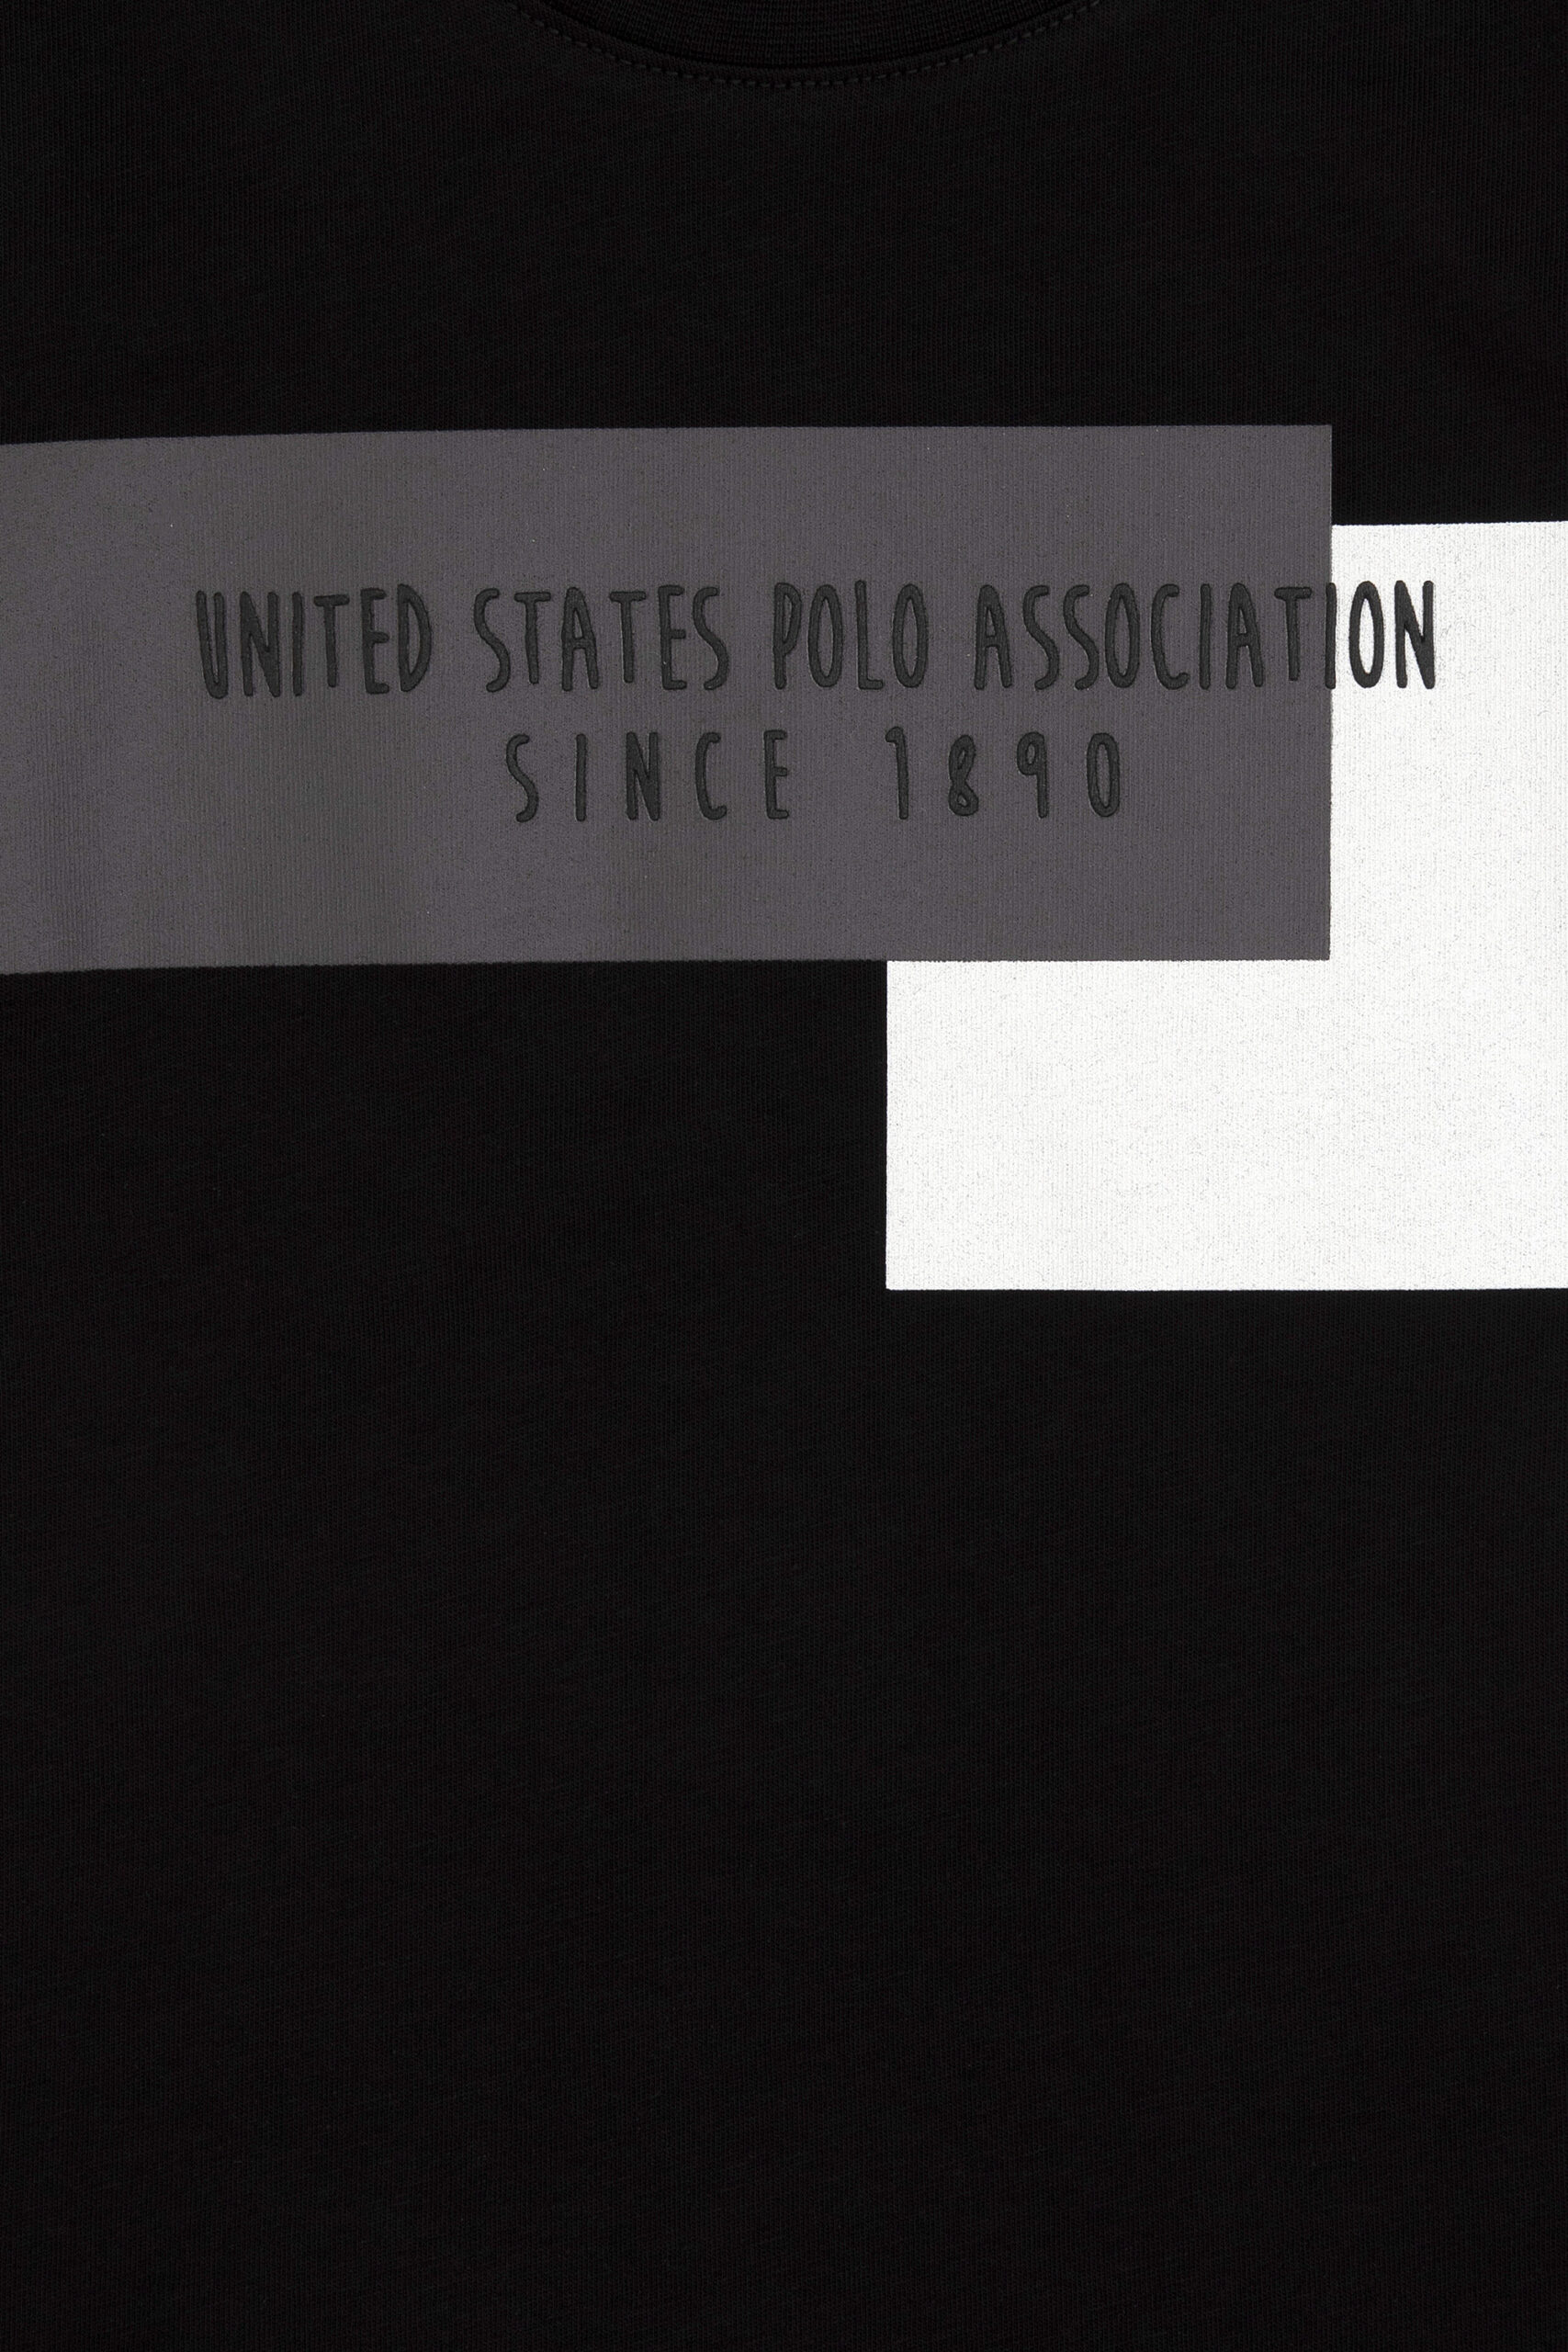 UNITED STATES POLO ASSOCIATION
SINCE 1890